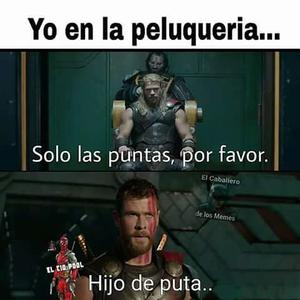 Yo en la peluqueria...
Solo las puntas, por favor.
El Caballero
de los Memes
EL KID POOL
Hijo de puta..